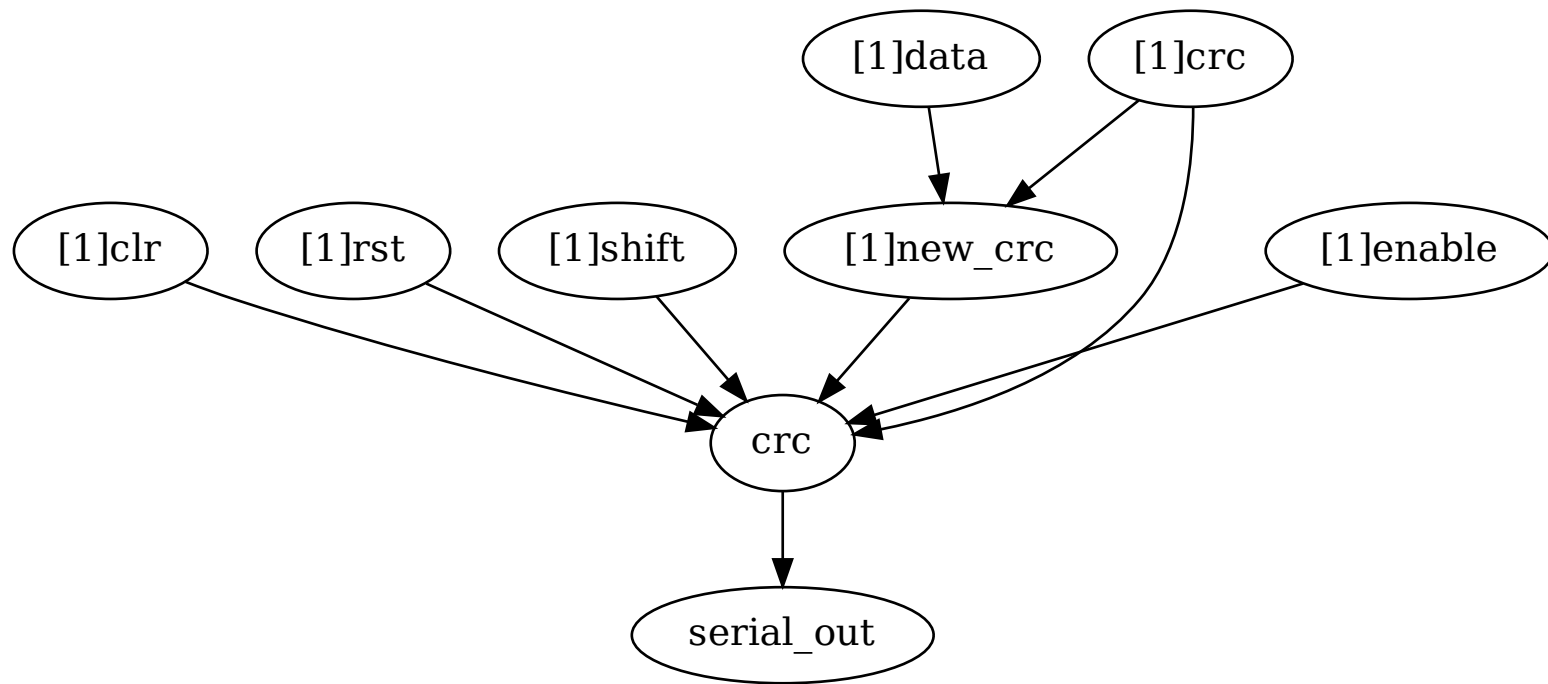 [1]data
[1]crc
[1]clr
[1]rst
[1]shift
[1]new_crc
[1]enable
crc
serial_out